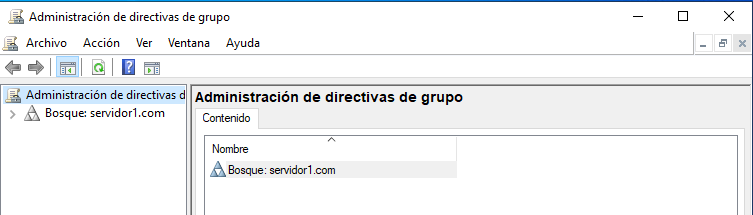 Administración de directivas de grupo
Archivo Acción Ver Ventana Ayuda
Administración de directivas d
Bosque: servidor1.com
Administración de directivas de grupo
Contenido
Nombre
Bosque: servidor1.com